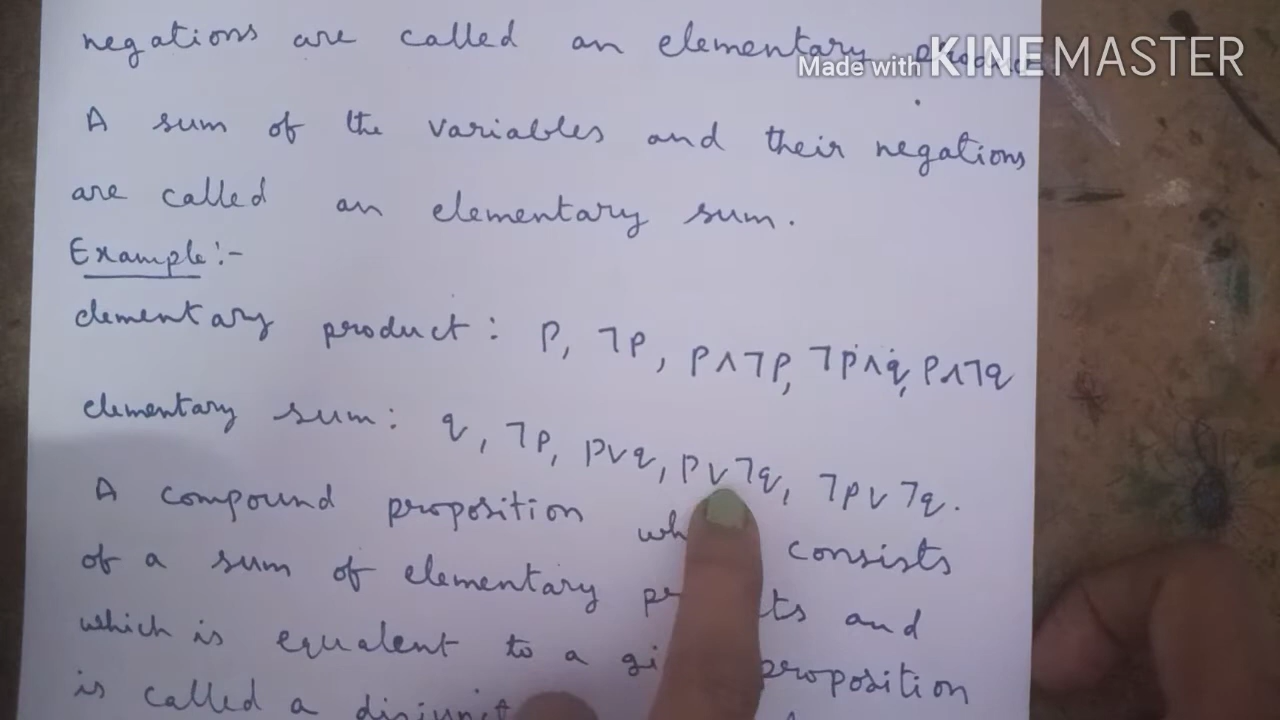 negations are called an elementary
Made with KINEMASTER
A sum of the variables and their negations
are called an elementary sum.
Example:-
elementary product: P, ¬P, P∧¬P, ¬P∧q, P∧¬q
elementary sum: q, ¬P, P∨q, P∨¬q, ¬P∨¬q.
A compound proposition consists
of a sum of elementary and
which is equalent to a proposition
is called a